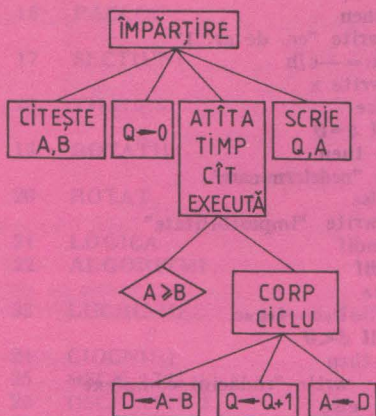 ÎMPĂRȚIRE
CITEȘTE
A,B
Q←0
ATÎTA
TIMP
CÎT
EXECUTĂ
SCRIE
Q,A
A⩾B
CORP
CICLU
D←A-B
Q←Q+1
A←D